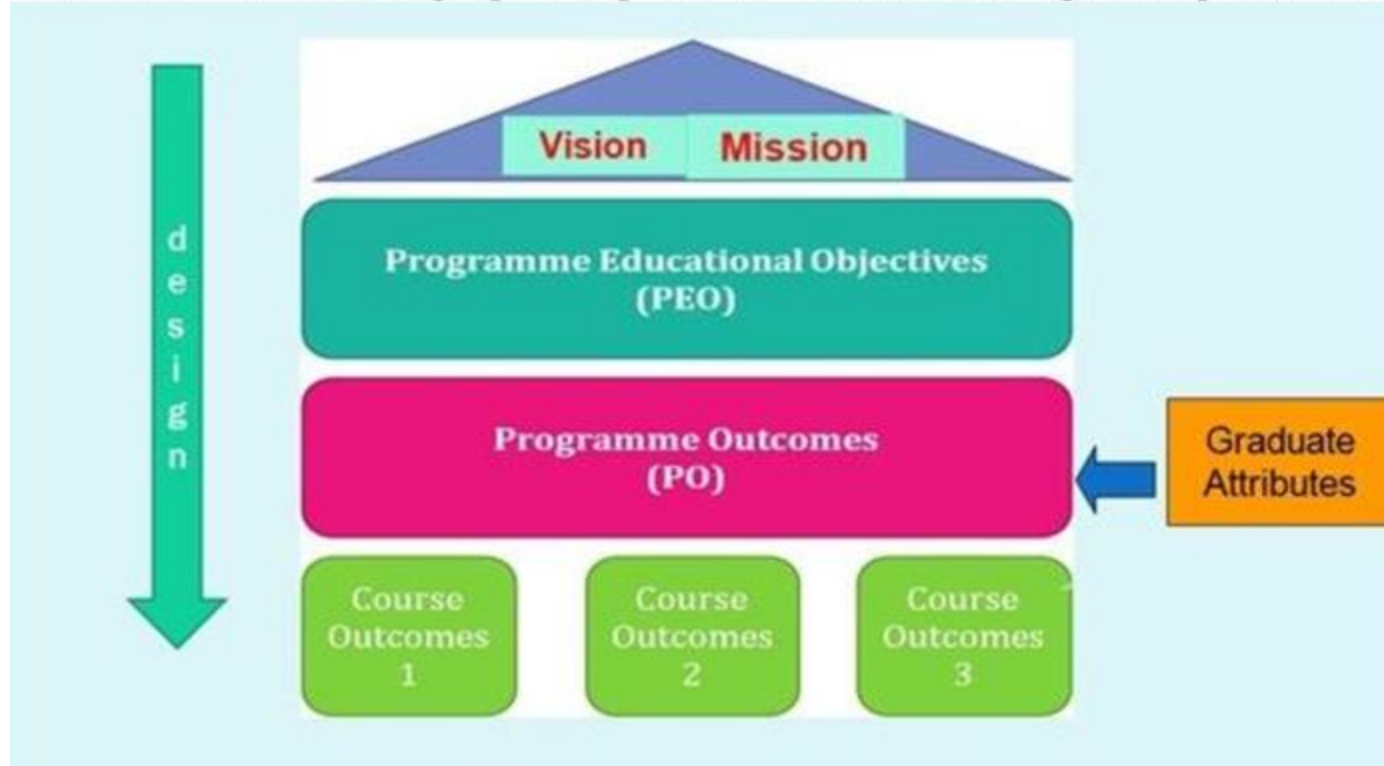 Vision Mission
Programme Educational Objectives
(PEO)
design
Programme Outcomes
(PO)
Graduate
Attributes
Course
Outcomes
1
Course
Outcomes
2
Course
Outcomes
3